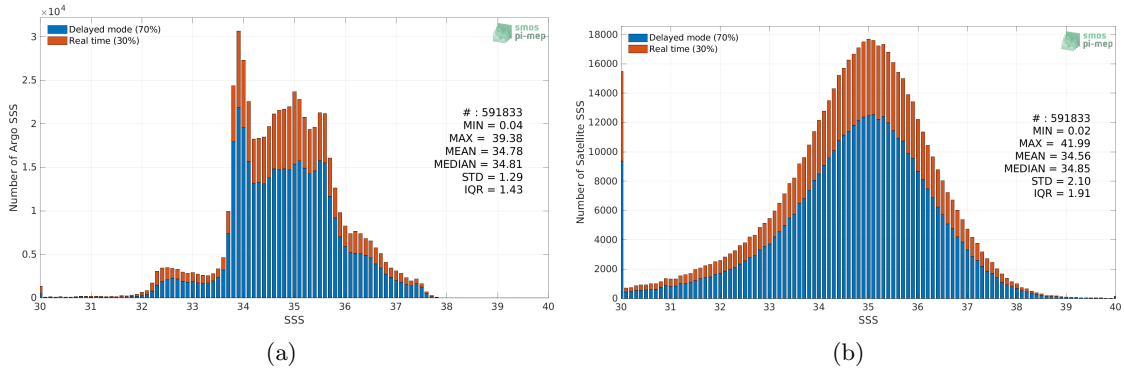 ×10⁴
Delayed mode (70%)
Real time (30%)
smos
pi-mep
Number of Argo SSS
3
2.5
2
1.5
1
0.5
0
# : 591833
MIN = 0.04
MAX = 39.38
MEAN = 34.78
MEDIAN = 34.81
STD = 1.29
IQR = 1.43
30 31 32 33 34 35 36 37 38 39 40
SSS
(a)
Delayed mode (70%)
Real time (30%)
smos
pi-mep
Number of Satellite SSS
18000
16000
14000
12000
10000
8000
6000
4000
2000
0
# : 591833
MIN = 0.02
MAX = 41.99
MEAN = 34.56
MEDIAN = 34.85
STD = 2.10
IQR = 1.91
30 31 32 33 34 35 36 37 38 39 40
SSS
(b)